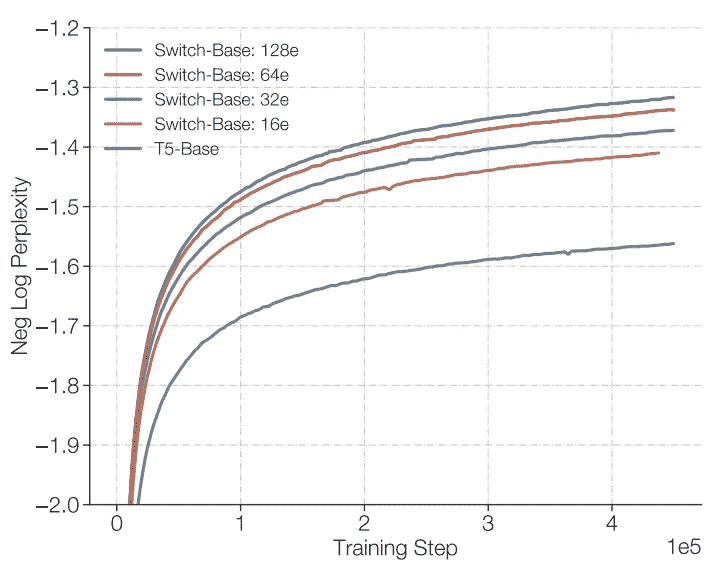 −1.2
−1.3
−1.4
−1.5
−1.6
−1.7
−1.8
−1.9
−2.0
Neg Log Perplexity
Switch-Base: 128e
Switch-Base: 64e
Switch-Base: 32e
Switch-Base: 16e
T5-Base
0 1 2 3 4
1e5
Training Step